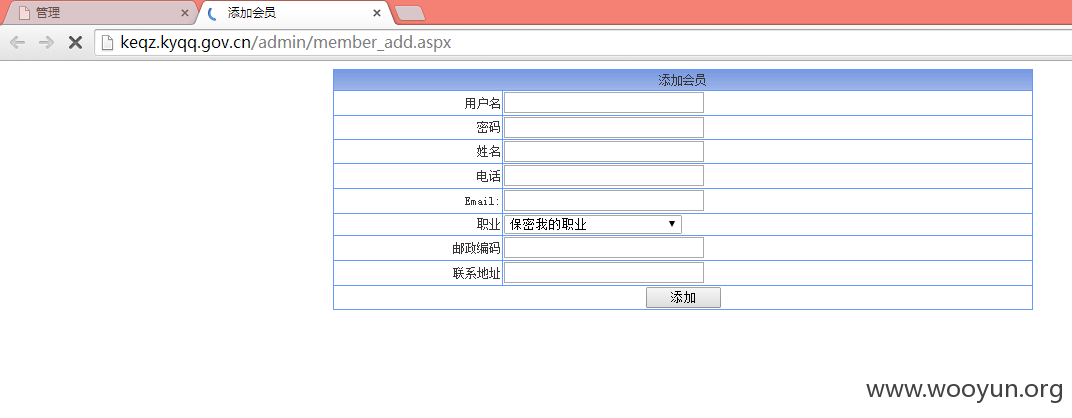 管理
添加会员
keqz.kyqq.gov.cn/admin/member_add.aspx
添加会员
用户名
密码
姓名
电话
Email:
职业 保密我的职业
邮政编码
联系地址
添加
www.wooyun.org